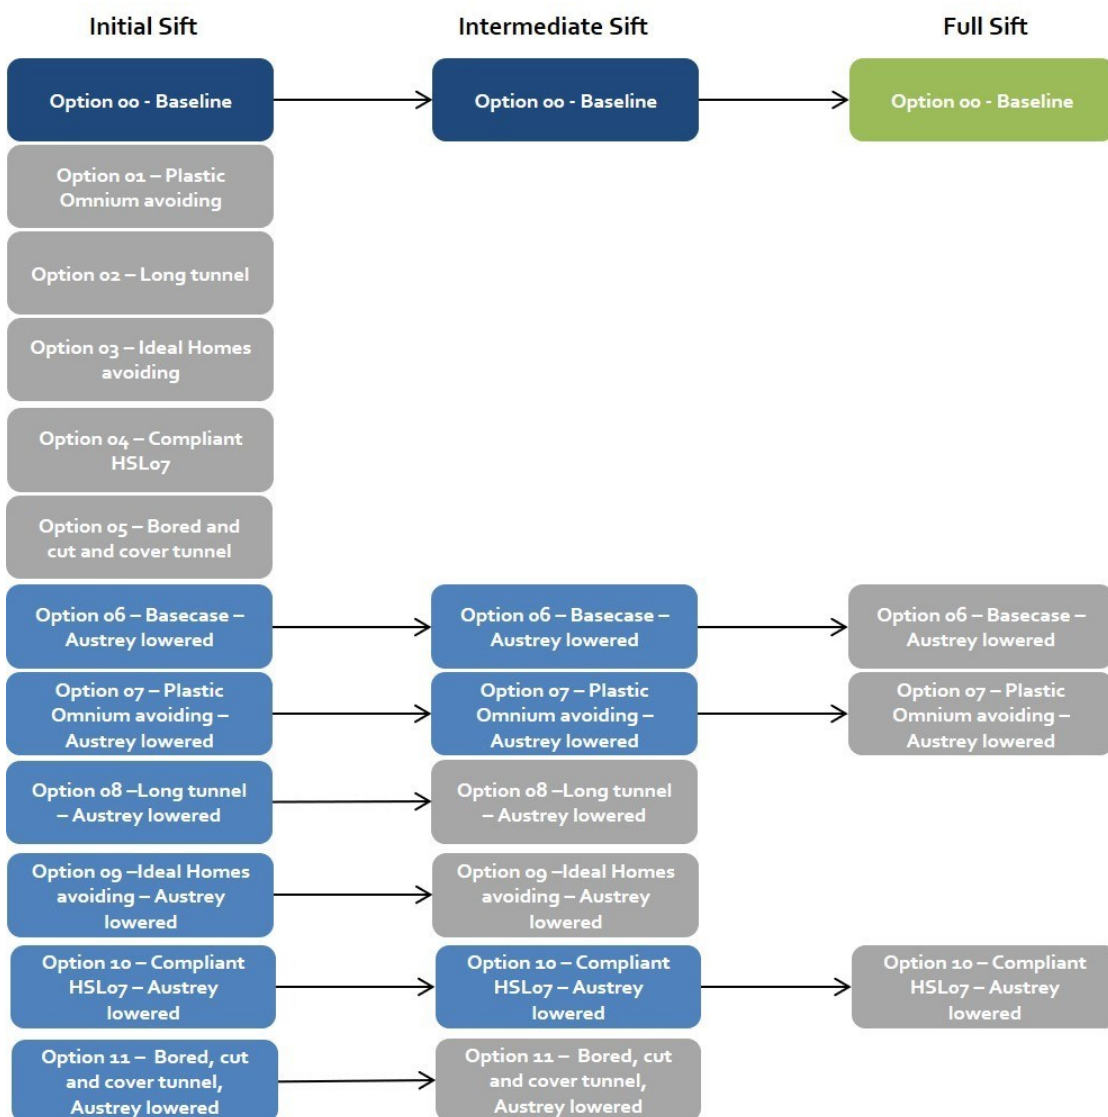 Initial Sift
Intermediate Sift
Full Sift
Option 00 - Baseline
Option 00 - Baseline
Option 00 - Baseline
Option 01 – Plastic
Omnium avoiding
Option 02 – Long tunnel
Option 03 – Ideal Homes
avoiding
Option 04 – Compliant
HSL07
Option 05 – Bored and
cut and cover tunnel
Option 06 – Basecase –
Austrey lowered
Option 06 – Basecase –
Austrey lowered
Option 06 – Basecase –
Austrey lowered
Option 07 – Plastic
Omnium avoiding –
Austrey lowered
Option 07 – Plastic
Omnium avoiding –
Austrey lowered
Option 07 – Plastic
Omnium avoiding –
Austrey lowered
Option 08 –Long tunnel
– Austrey lowered
Option 08 –Long tunnel
– Austrey lowered
Option 09 –Ideal Homes
avoiding – Austrey
lowered
Option 09 –Ideal Homes
avoiding – Austrey
lowered
Option 10 – Compliant
HSL07 – Austrey
lowered
Option 10 – Compliant
HSL07 – Austrey
lowered
Option 10 – Compliant
HSL07 – Austrey
lowered
Option 11 – Bored, cut
and cover tunnel,
Austrey lowered
Option 11 – Bored, cut
and cover tunnel,
Austrey lowered